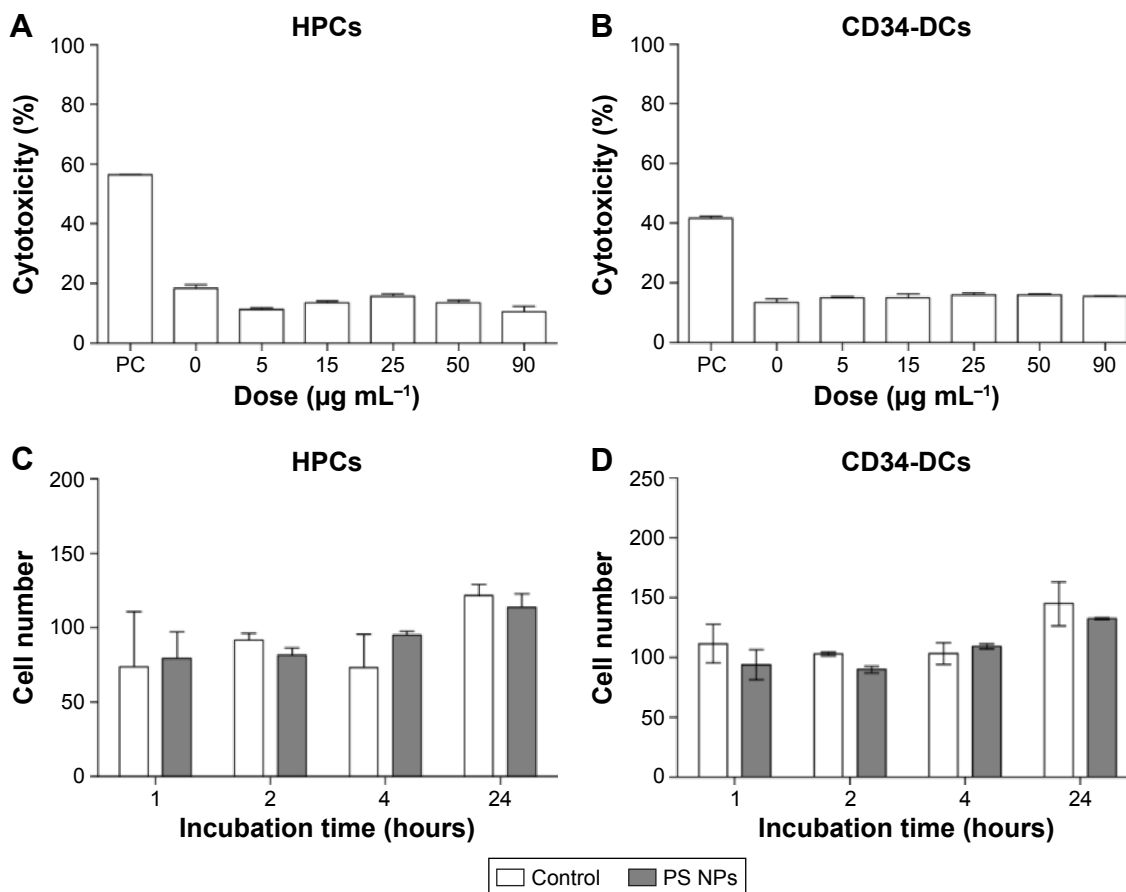 A
HPCs
Cytotoxicity (%)
100
80
60
40
20
0
PC 0 5 15 25 50 90
Dose (µg mL⁻¹)
B
CD34-DCs
Cytotoxicity (%)
100
80
60
40
20
0
PC 0 5 15 25 50 90
Dose (µg mL⁻¹)
C
HPCs
Cell number
200
150
100
50
0
1 2 4 24
Incubation time (hours)
D
CD34-DCs
Cell number
250
200
150
100
50
0
1 2 4 24
Incubation time (hours)
Control PS NPs